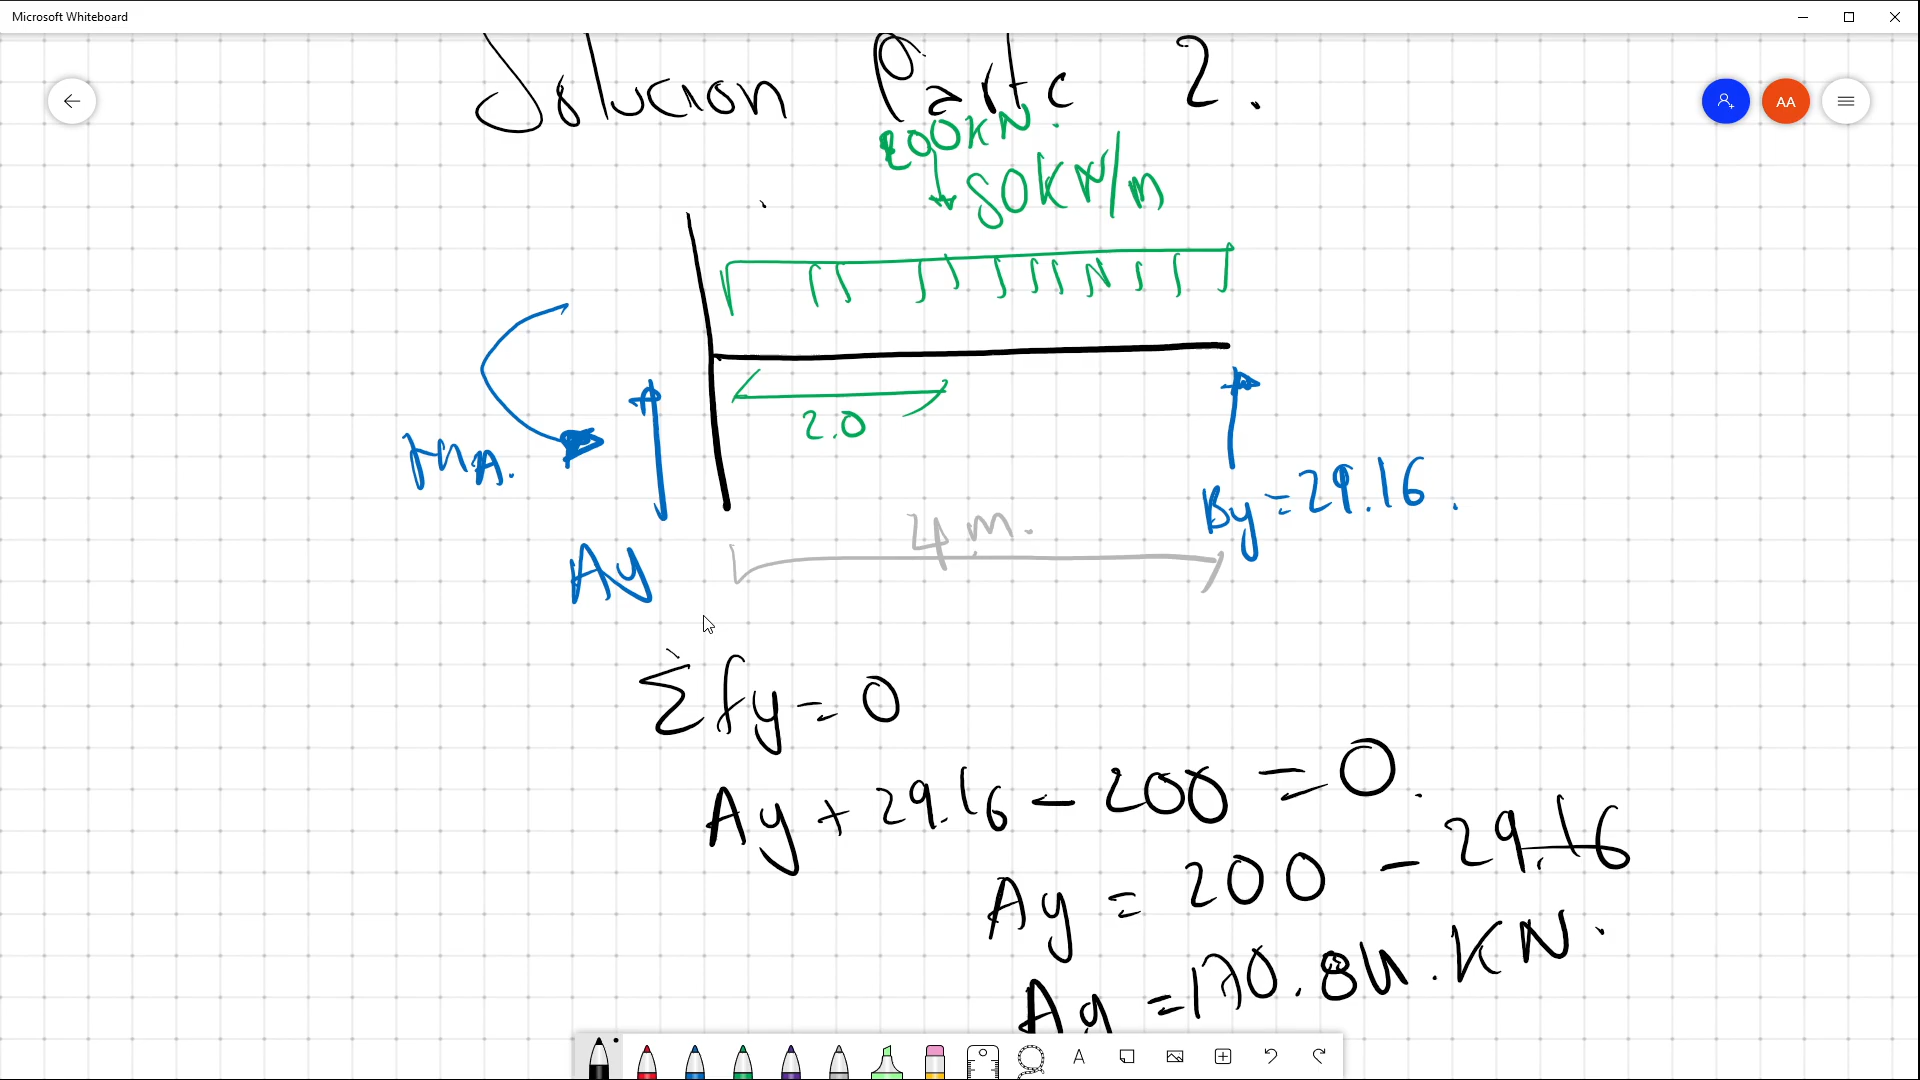 Microsoft Whiteboard
AA
Solucion Parte 2.
200KN.
50KN/m
2.0
MA.
By=29.16.
4m.
Ay
Σfy=0
Ay+29.16-200=0.
Ay=200-29.16
Ay=170.84.KN.
A